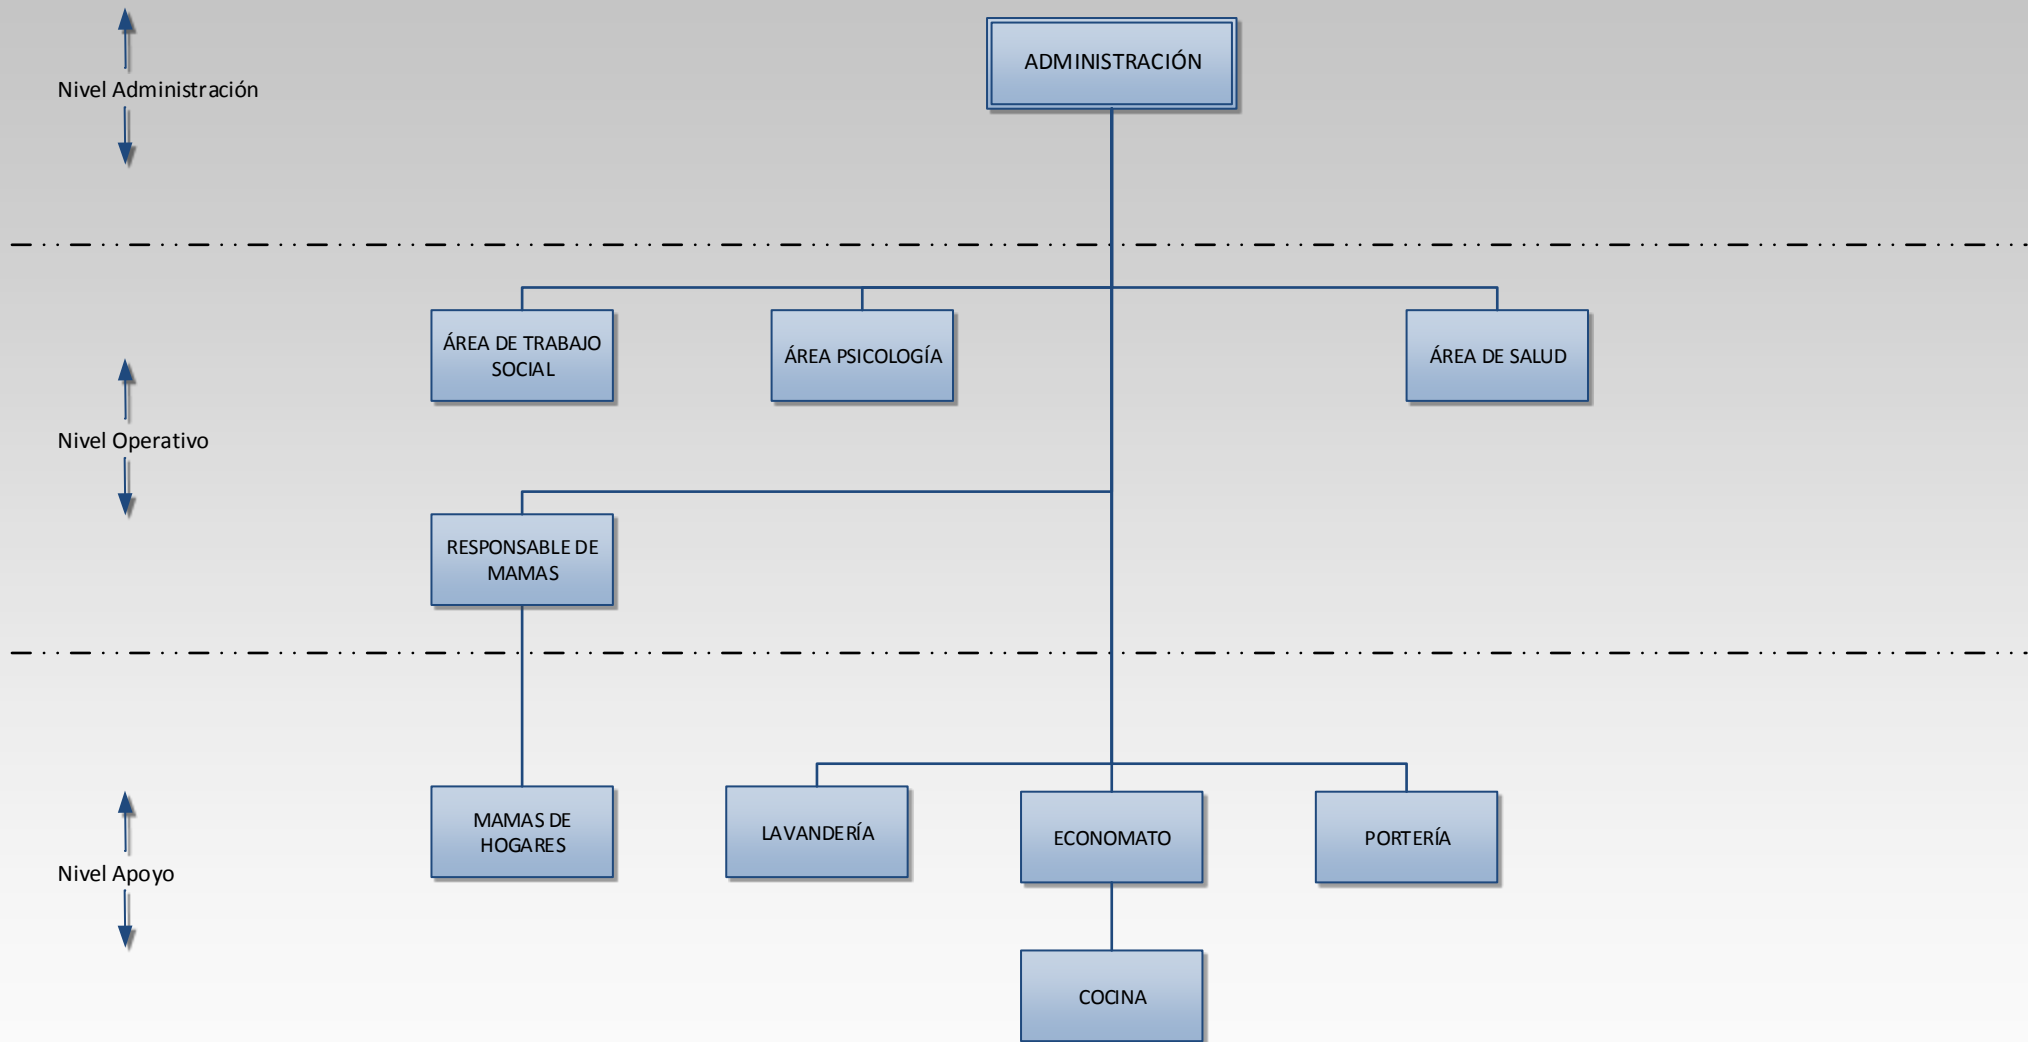 Nivel Administración
ADMINISTRACIÓN
ÁREA DE TRABAJO
SOCIAL
ÁREA PSICOLOGÍA
ÁREA DE SALUD
Nivel Operativo
RESPONSABLE DE
MAMAS
MAMAS DE
HOGARES
LAVANDERÍA
ECONOMATO
PORTERÍA
Nivel Apoyo
COCINA